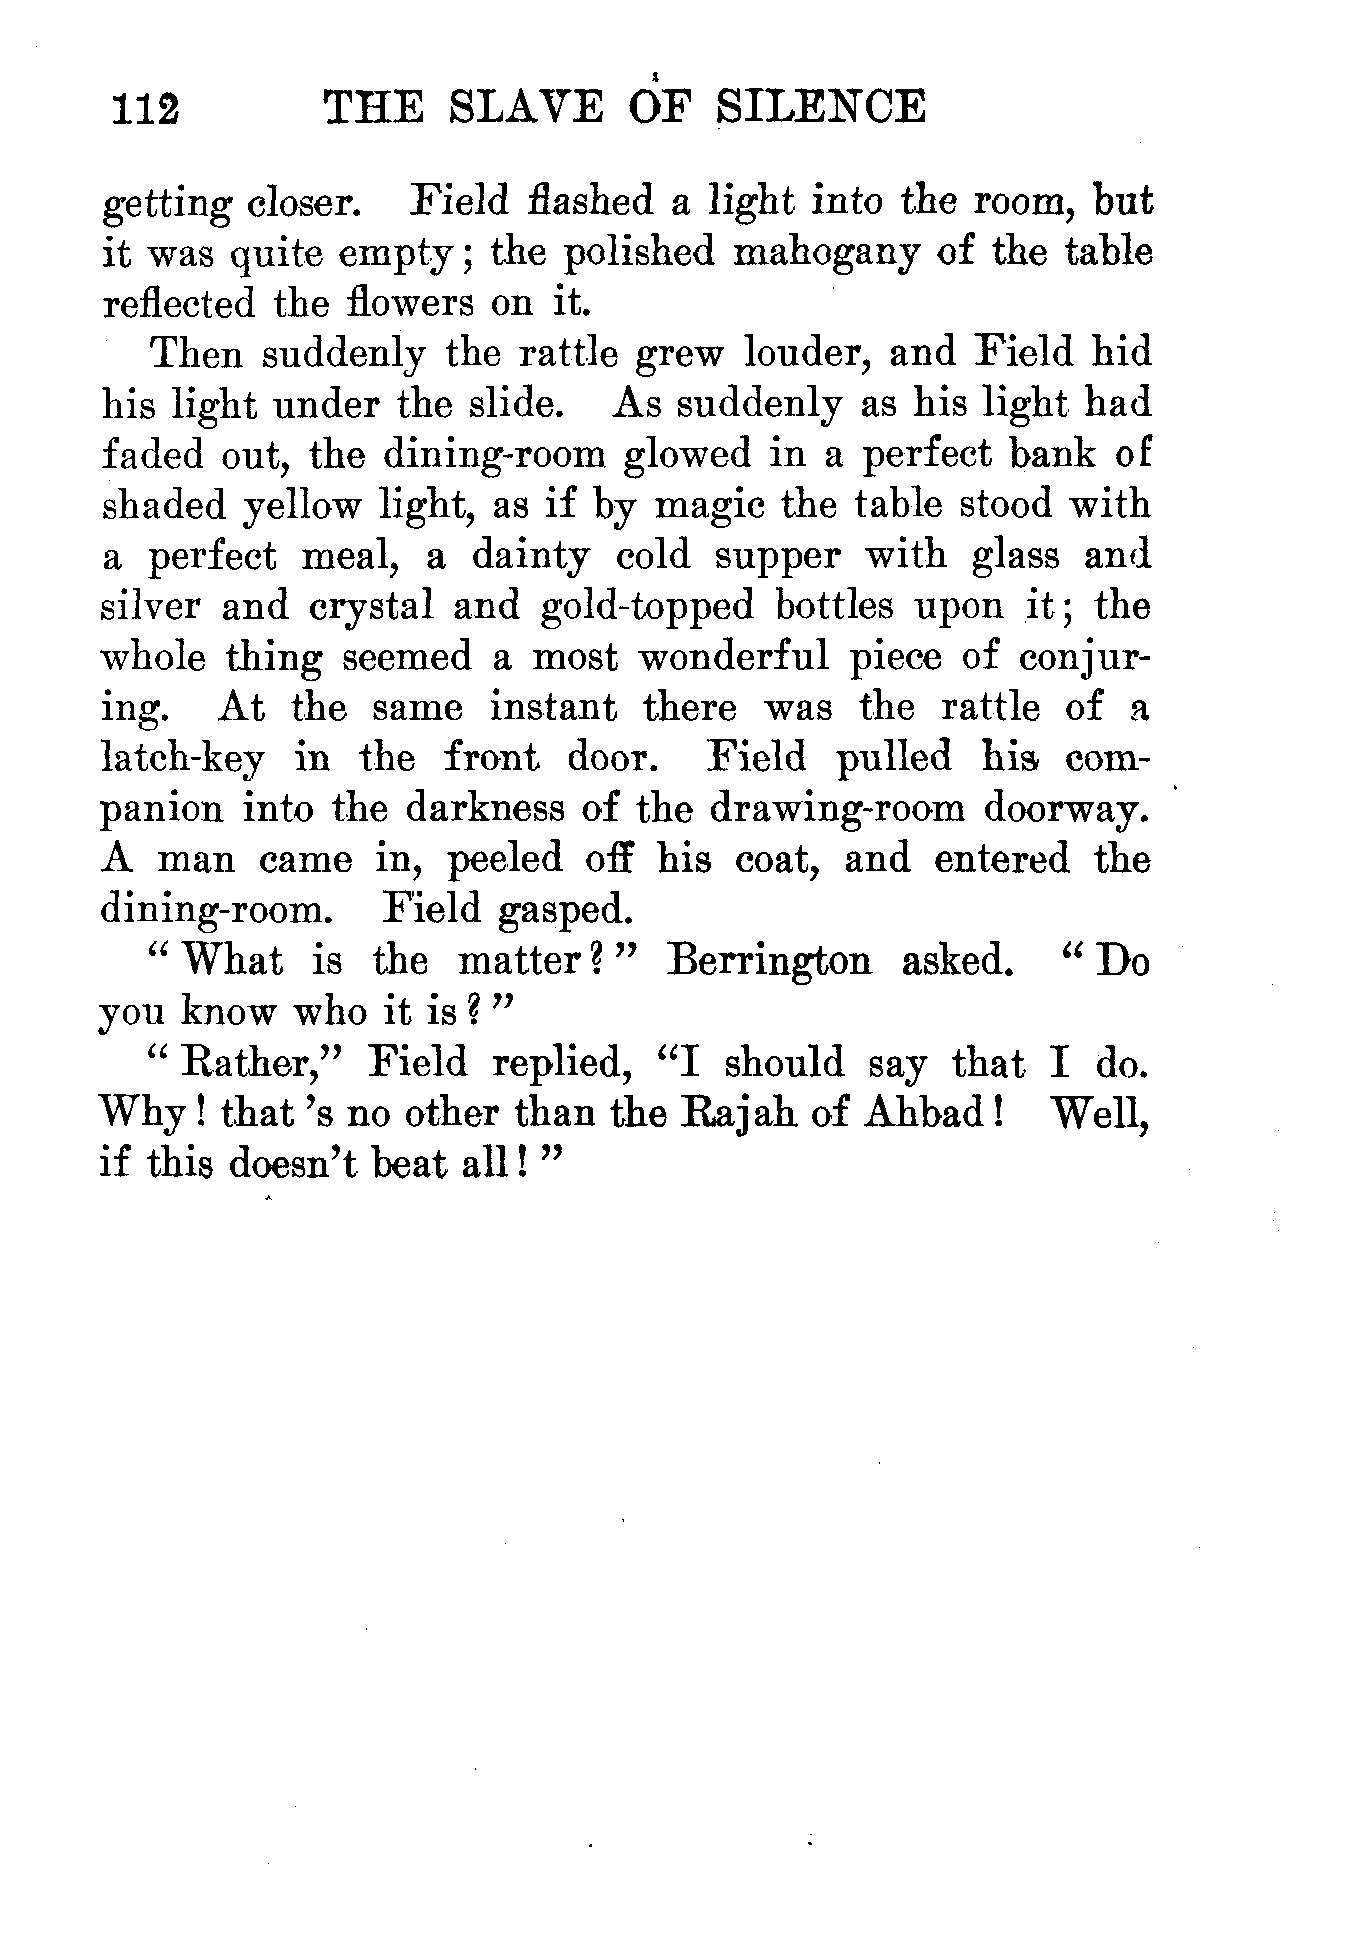 112 THE SLAVE OF SILENCE
getting closer. Field flashed a light into the room, but
it was quite empty; the polished mahogany of the table
reflected the flowers on it.
Then suddenly the rattle grew louder, and Field hid
his light under the slide. As suddenly as his light had
faded out, the dining-room glowed in a perfect bank of
shaded yellow light, as if by magic the table stood with
a perfect meal, a dainty cold supper with glass and
silver and crystal and gold-topped bottles upon it; the
whole thing seemed a most wonderful piece of conjur-
ing. At the same instant there was the rattle of a
latch-key in the front door. Field pulled his com-
panion into the darkness of the drawing-room doorway.
A man came in, peeled off his coat, and entered the
dining-room. Field gasped.
“What is the matter?” Berrington asked. “Do
you know who it is?”
“Rather,” Field replied, “I should say that I do.
Why! that 's no other than the Rajah of Ahbad! Well,
if this doesn't beat all!”